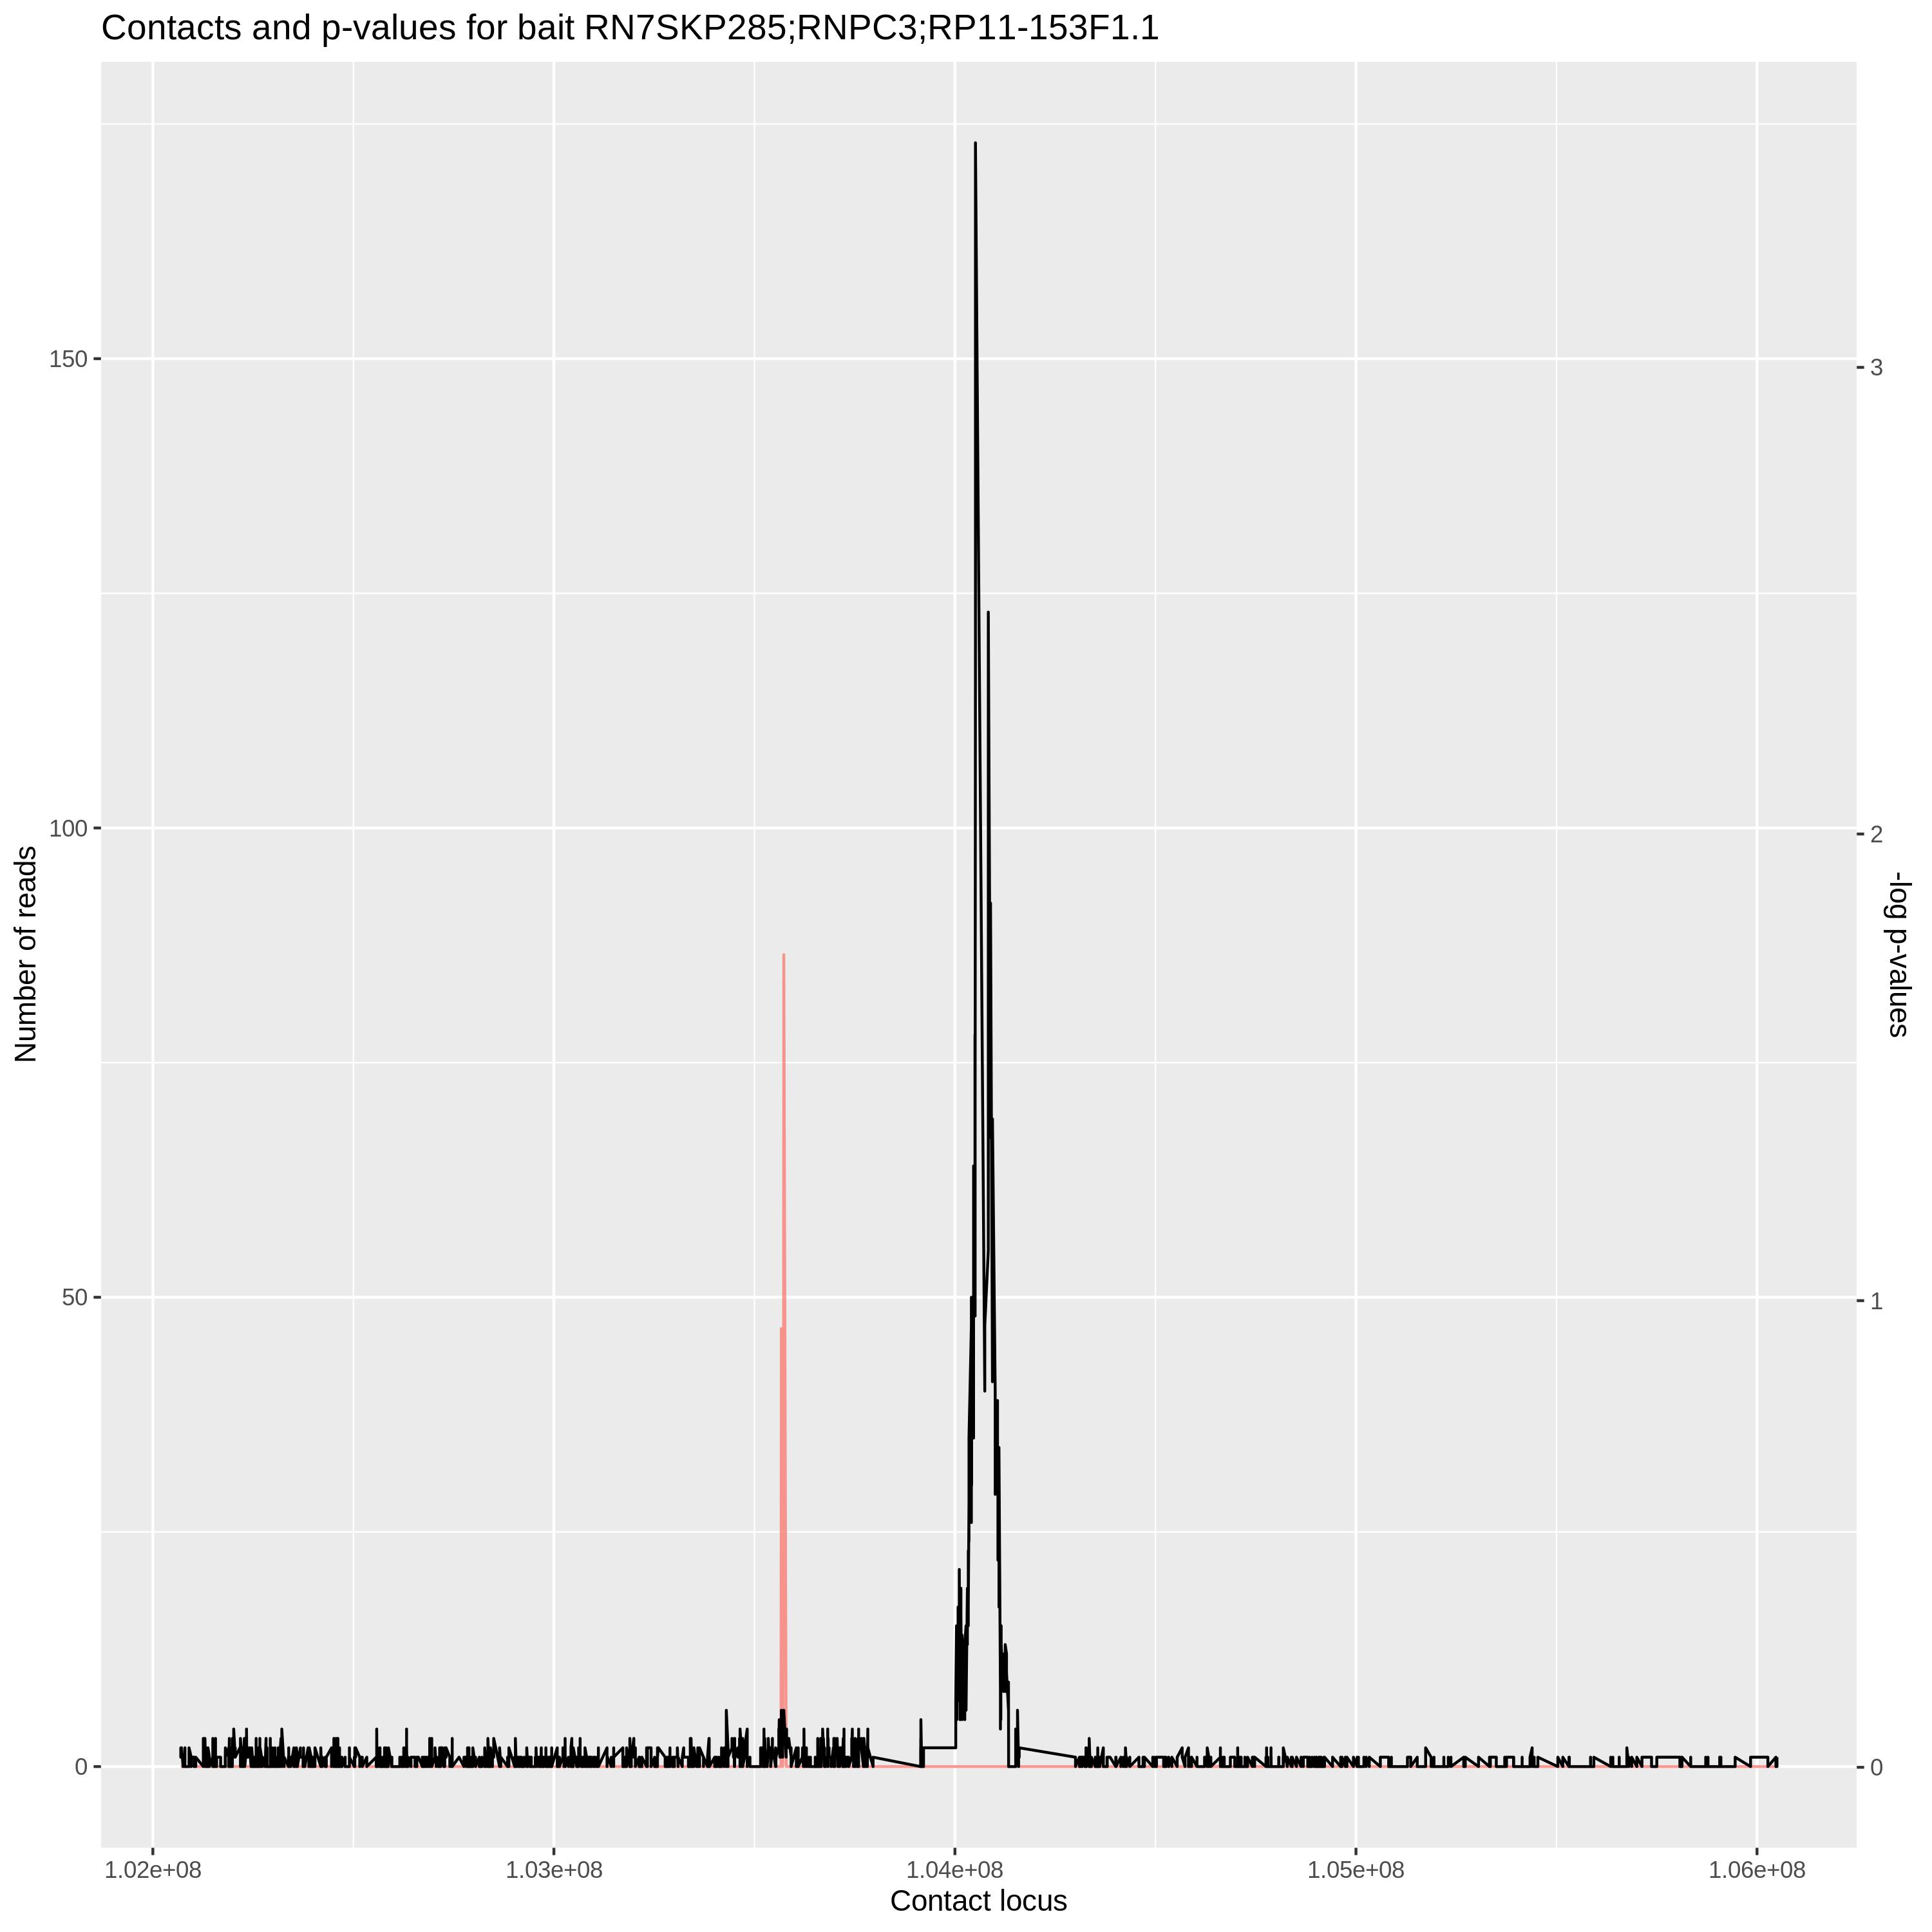 Contacts and p-values for bait RN7SKP285;RNPC3;RP11-153F1.1
150
100
50
0
Number of reads
3
2
1
0
-log p-values
1.02e+08
1.03e+08
1.04e+08
1.05e+08
1.06e+08
Contact locus